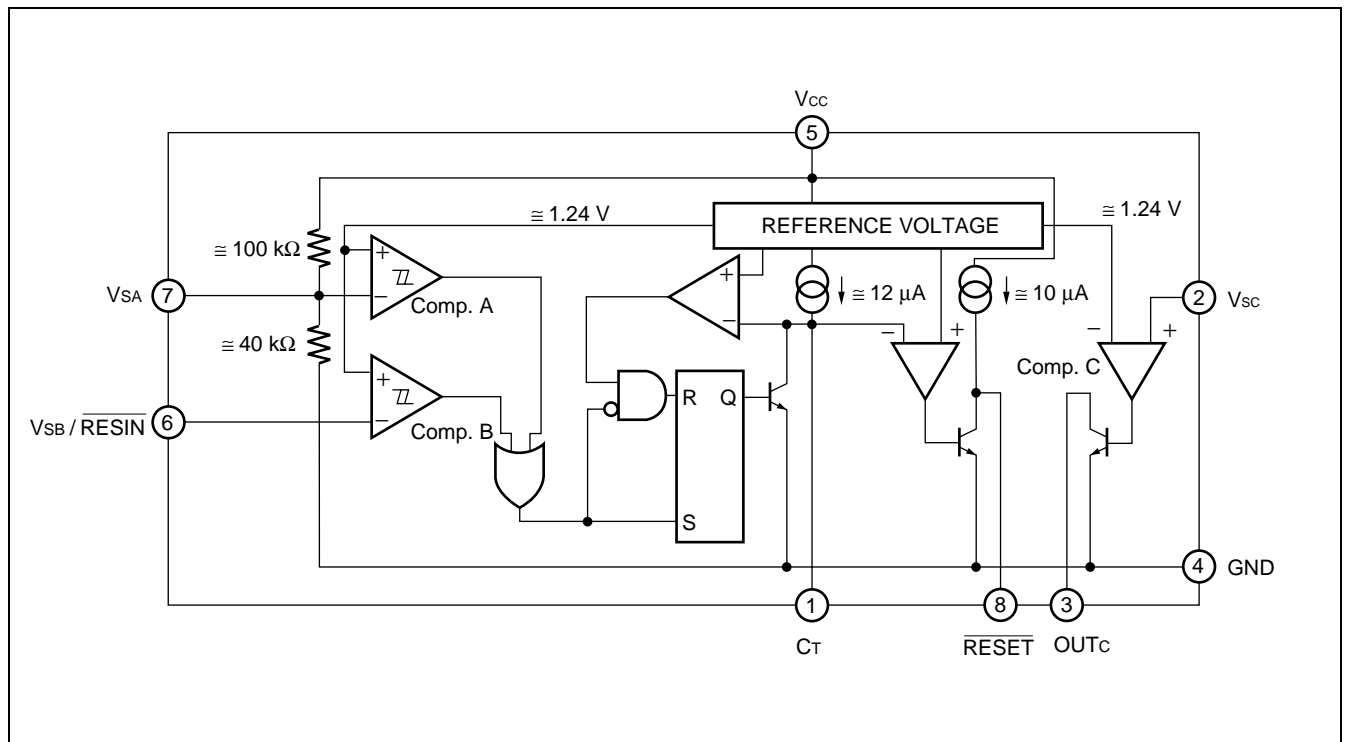 VCC
5
≅ 1.24 V
≅ 1.24 V
REFERENCE VOLTAGE
≅ 100 kΩ
+
−
Comp. A
+
−
≅ 12 μA
≅ 10 μA
VSA 7
2 VSC
≅ 40 kΩ
− +
− +
Comp. C
+
−
Comp. B
R Q
VSB / RESIN 6
S
4 GND
1
8
3
CT
RESET
OUTC